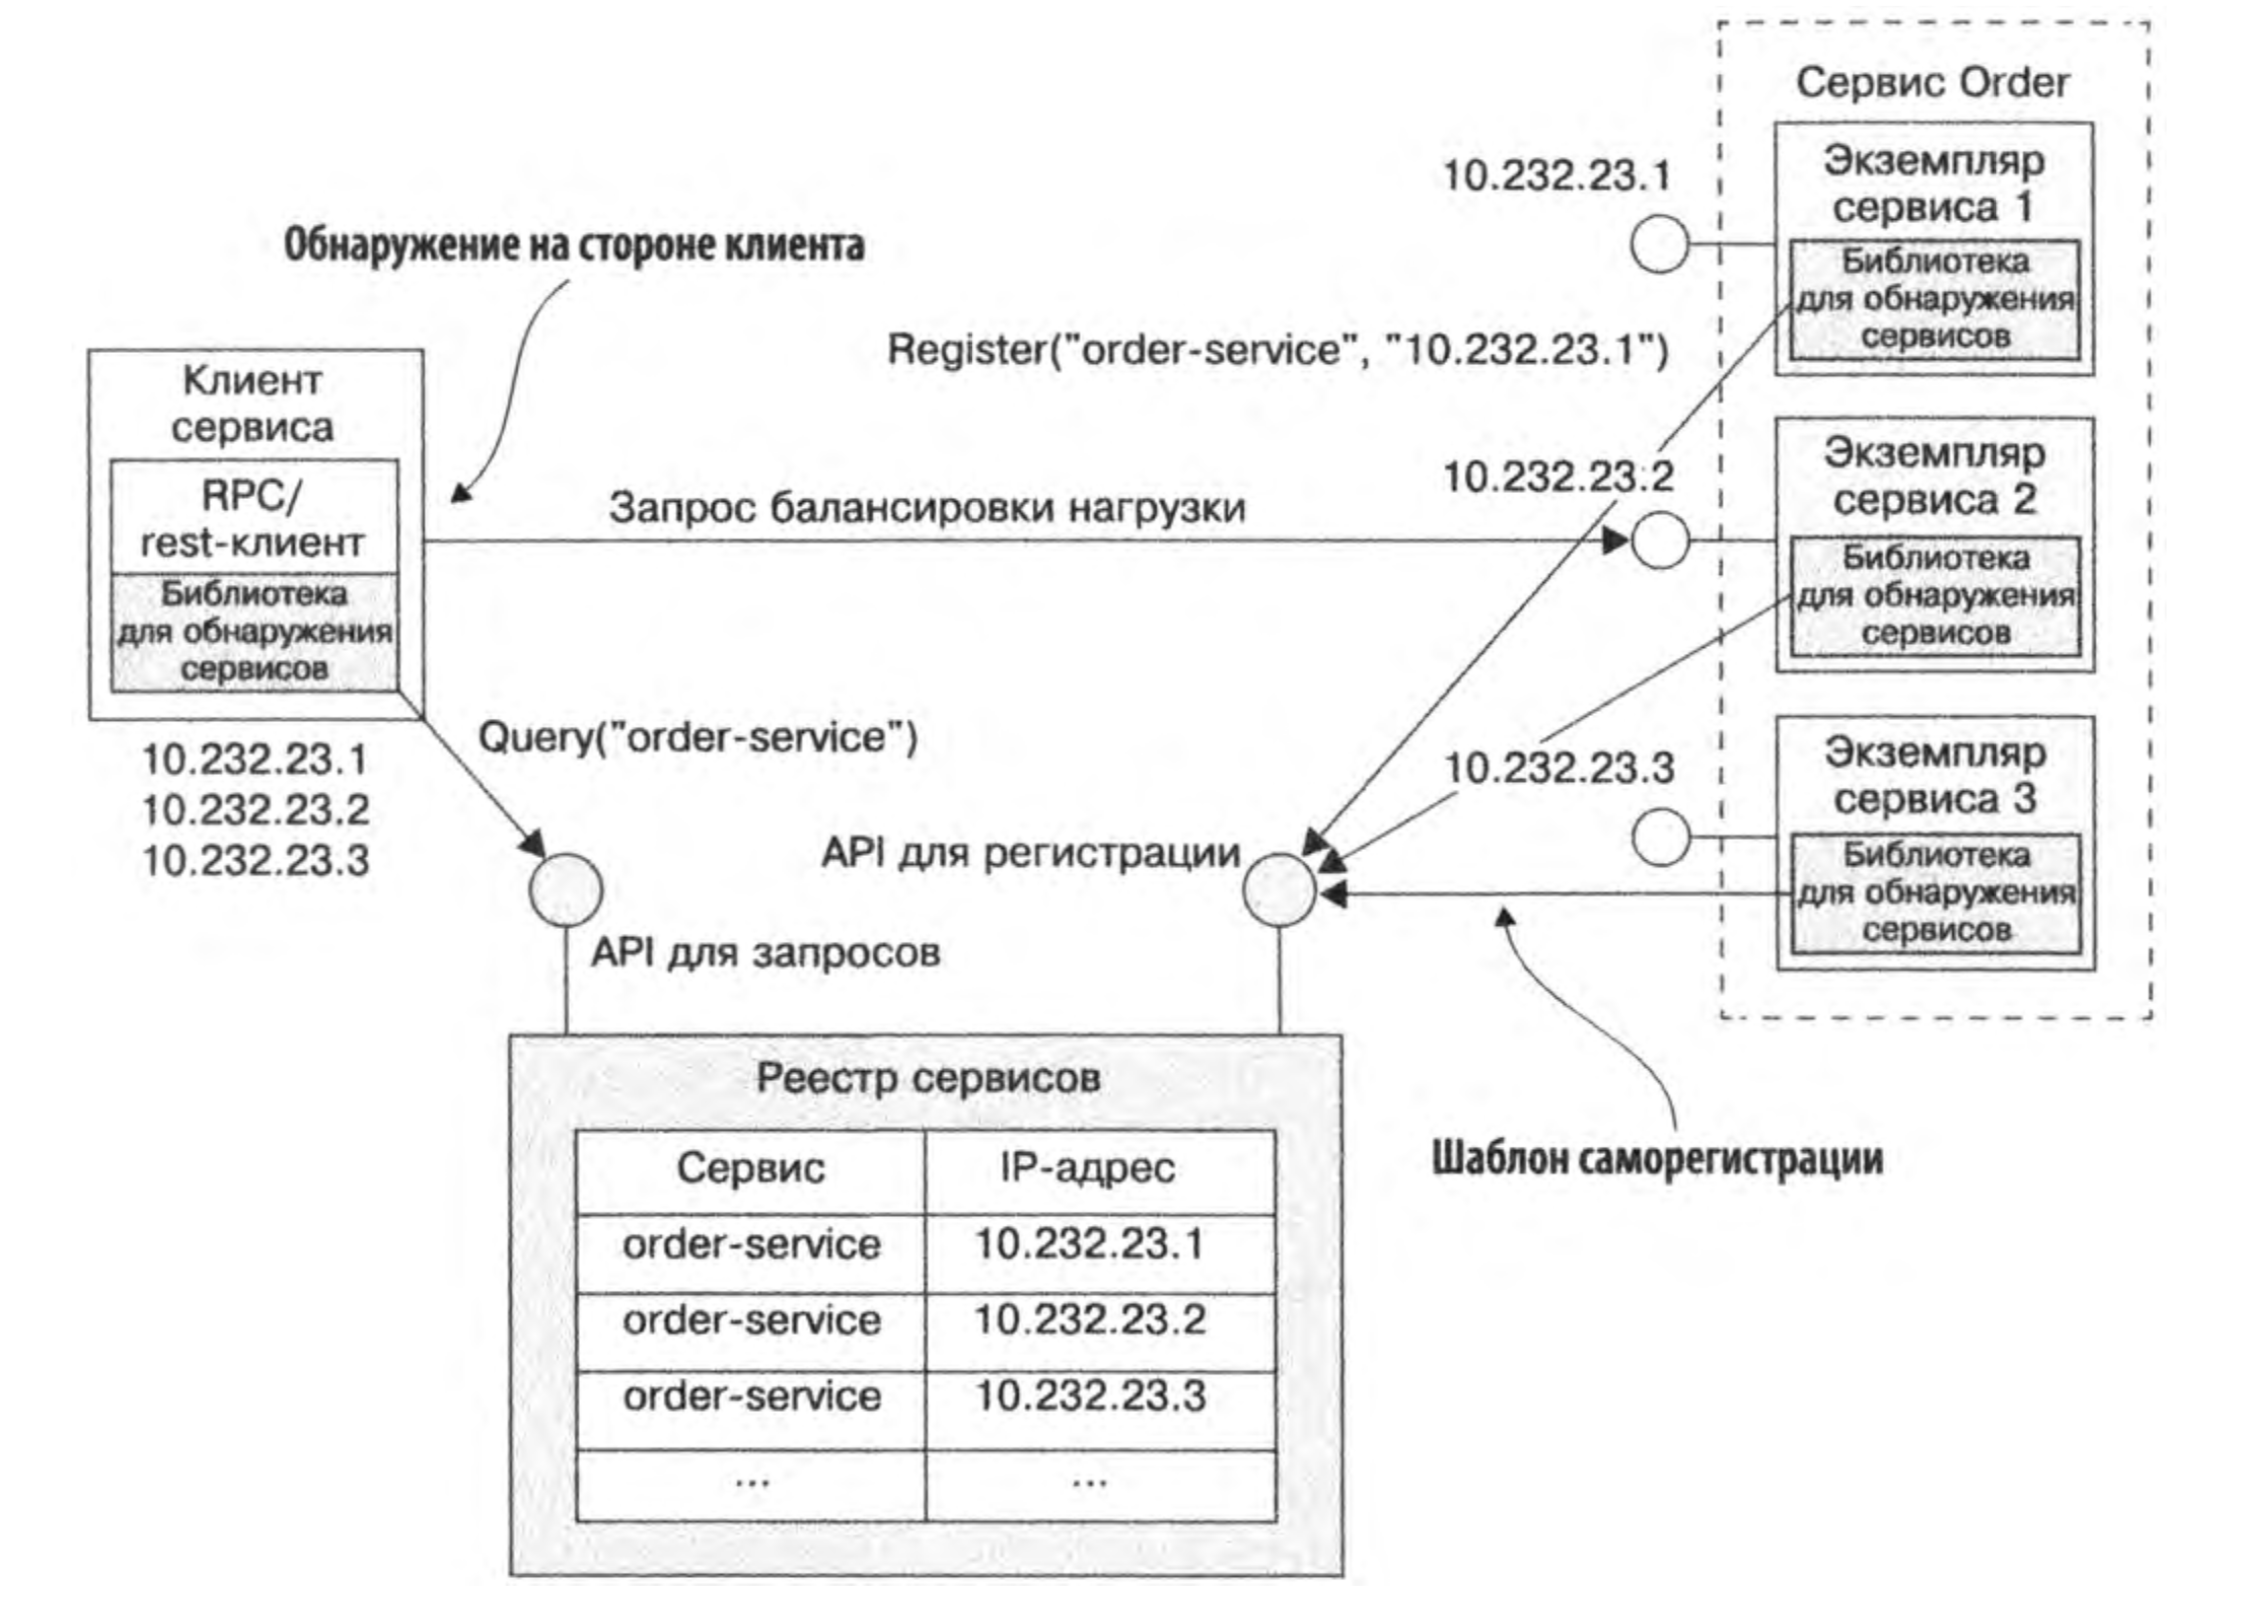 Сервис Order
Экземпляр
сервиса 1
Библиотека
для обнаружения
сервисов
10.232.23.1
Обнаружение на стороне клиента
Register("order-service", "10.232.23.1")
Клиент
сервиса
RPC/
rest-клиент
Библиотека
для обнаружения
сервисов
10.232.23.1
10.232.23.2
10.232.23.3
Запрос балансировки нагрузки
10.232.23.2
Экземпляр
сервиса 2
Библиотека
для обнаружения
сервисов
Query("order-service")
10.232.23.3
Экземпляр
сервиса 3
Библиотека
для обнаружения
сервисов
API для регистрации
API для запросов
Шаблон саморегистрации
Реестр сервисов
Сервис IP-адрес
order-service 10.232.23.1
order-service 10.232.23.2
order-service 10.232.23.3
... ...